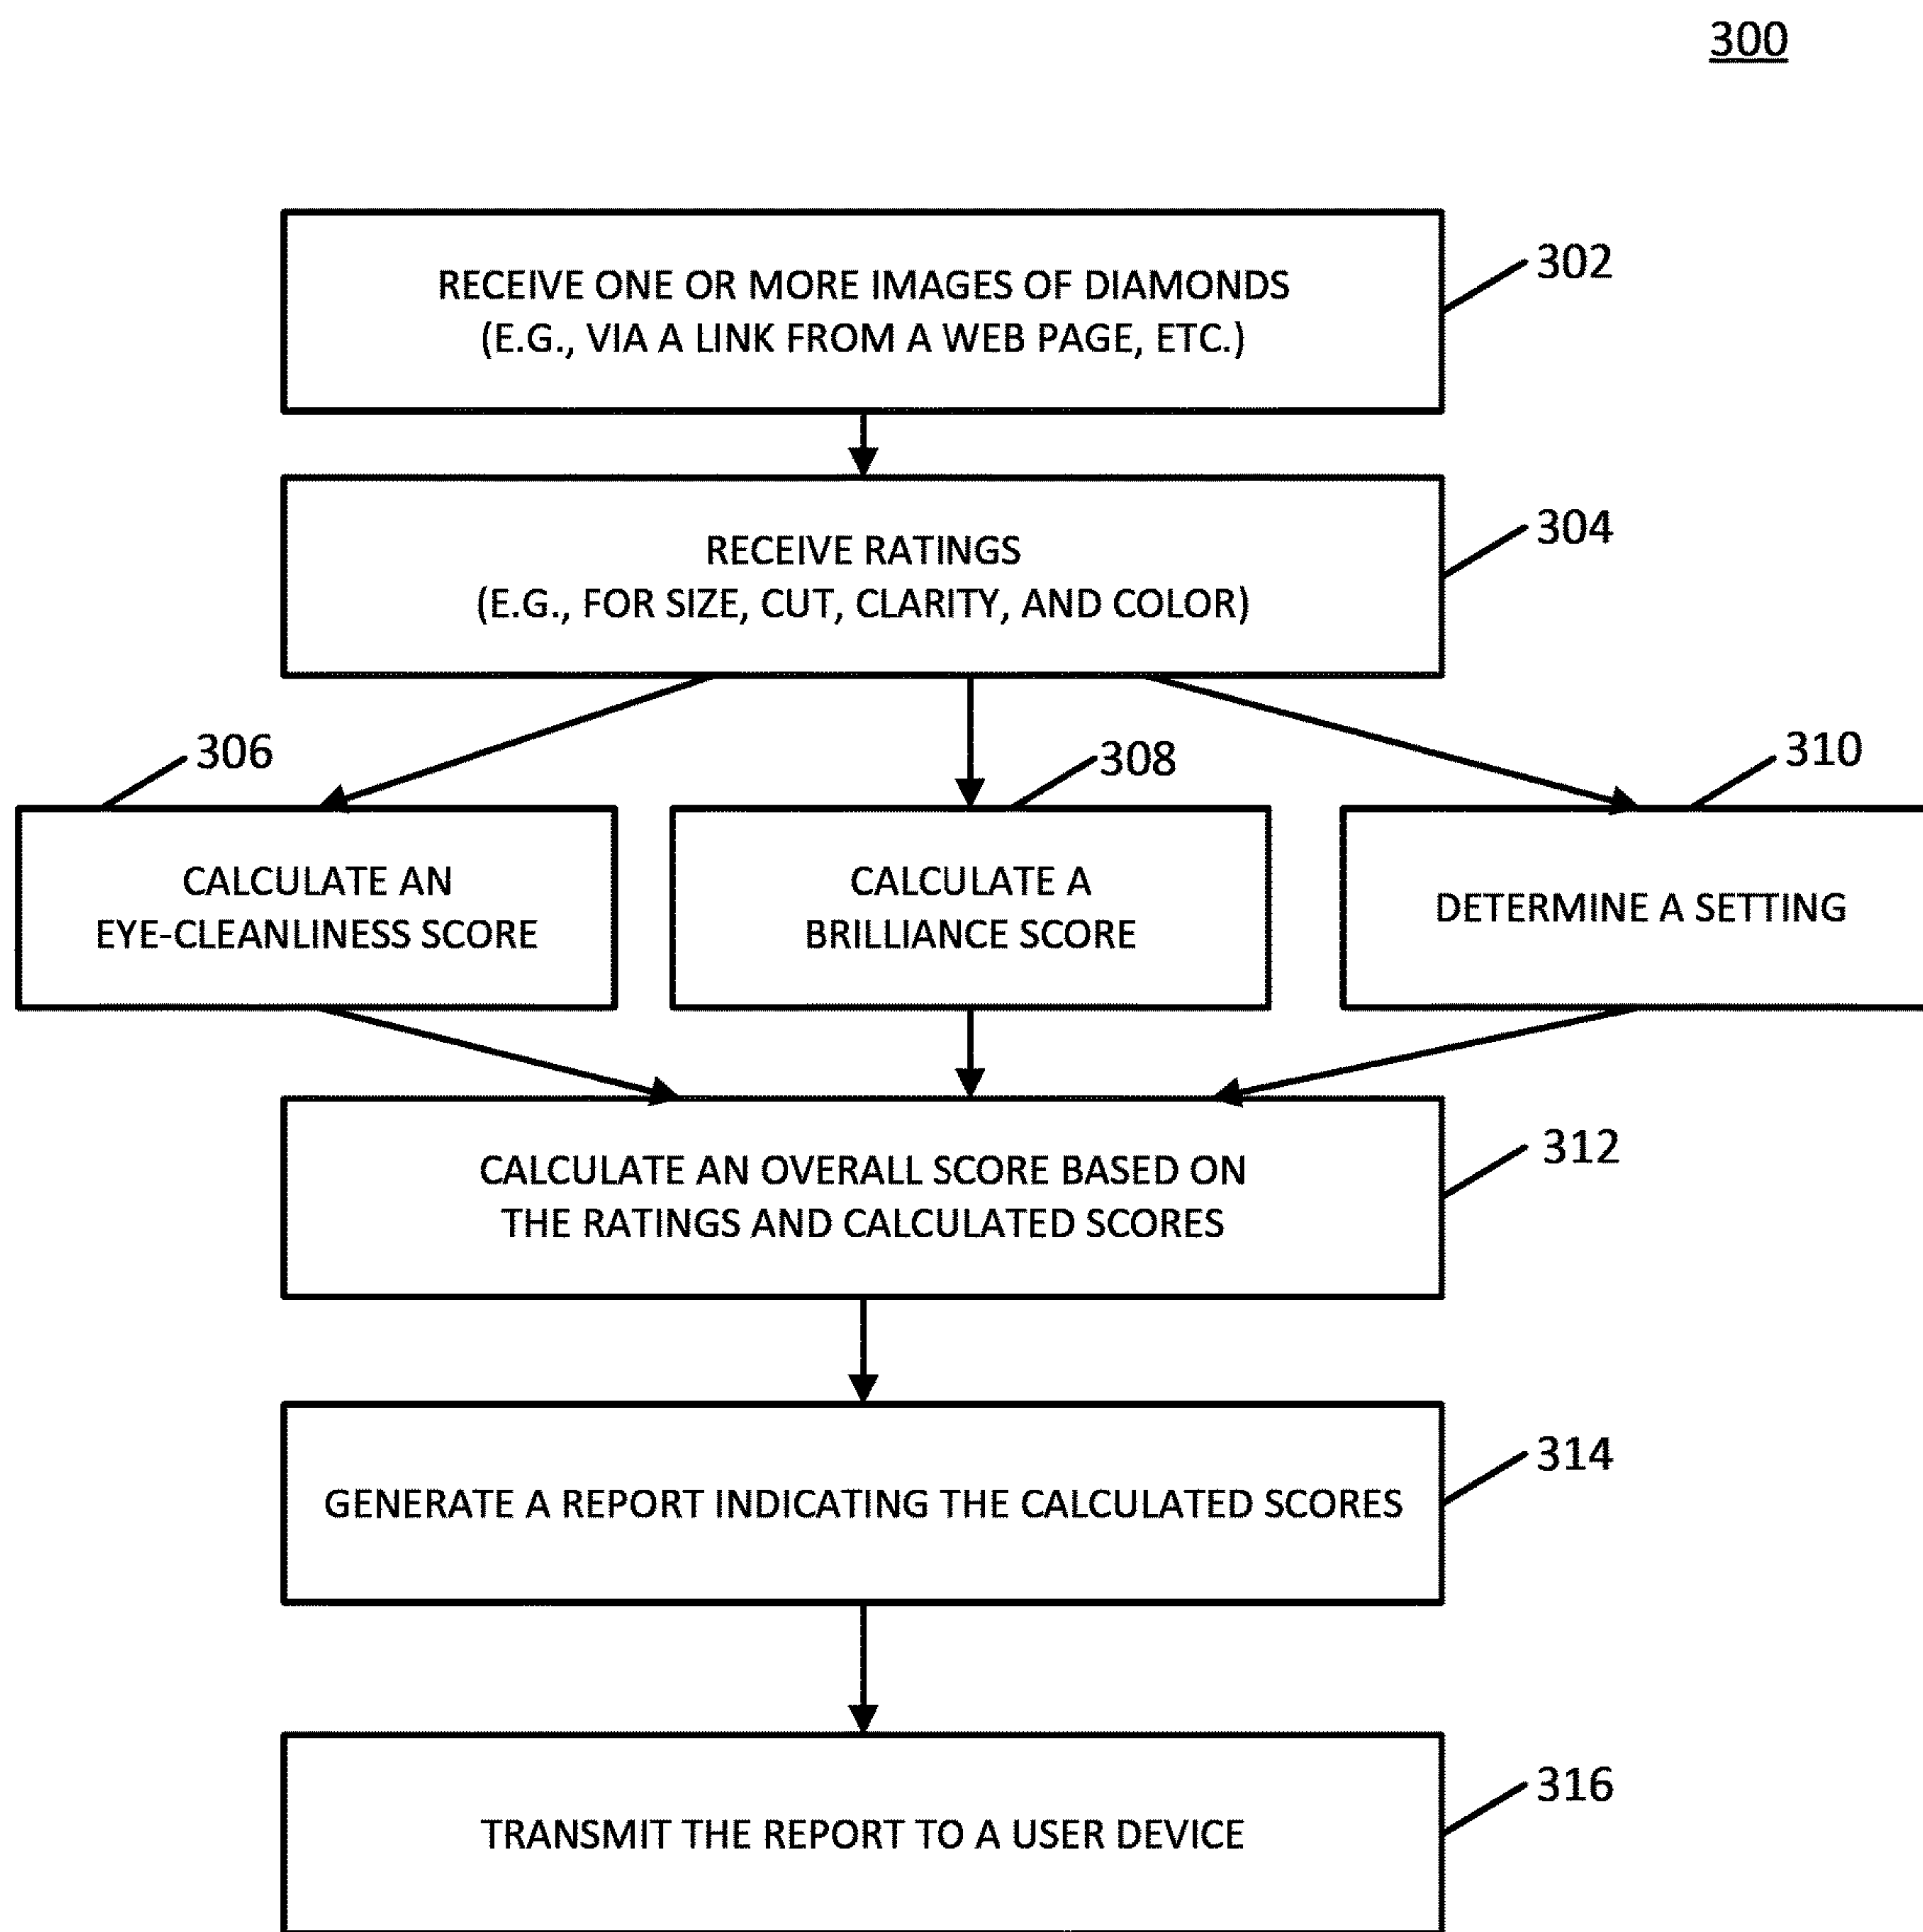 300
RECEIVE ONE OR MORE IMAGES OF DIAMONDS
(E.G., VIA A LINK FROM A WEB PAGE, ETC.)
302
RECEIVE RATINGS
(E.G., FOR SIZE, CUT, CLARITY, AND COLOR)
304
306
308
310
CALCULATE AN
EYE-CLEANLINESS SCORE
CALCULATE A
BRILLIANCE SCORE
DETERMINE A SETTING
CALCULATE AN OVERALL SCORE BASED ON
THE RATINGS AND CALCULATED SCORES
312
GENERATE A REPORT INDICATING THE CALCULATED SCORES
314
TRANSMIT THE REPORT TO A USER DEVICE
316